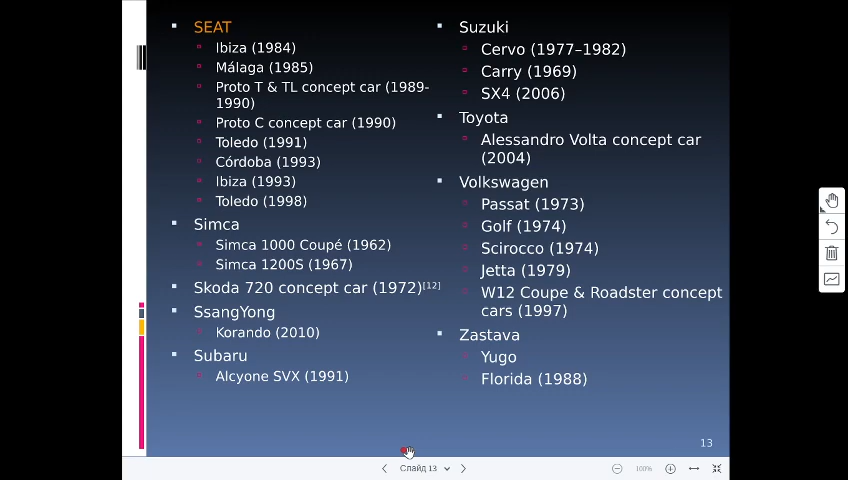 SEAT
Ibiza (1984)
Málaga (1985)
Proto T & TL concept car (1989-
1990)
Proto C concept car (1990)
Toledo (1991)
Córdoba (1993)
Ibiza (1993)
Toledo (1998)
Simca
Simca 1000 Coupé (1962)
Simca 1200S (1967)
Skoda 720 concept car (1972)[12]
SsangYong
Korando (2010)
Subaru
Alcyone SVX (1991)
Suzuki
Cervo (1977–1982)
Carry (1969)
SX4 (2006)
Toyota
Alessandro Volta concept car
(2004)
Volkswagen
Passat (1973)
Golf (1974)
Scirocco (1974)
Jetta (1979)
W12 Coupe & Roadster concept
cars (1997)
Zastava
Yugo
Florida (1988)
13
Слайд 13
100%